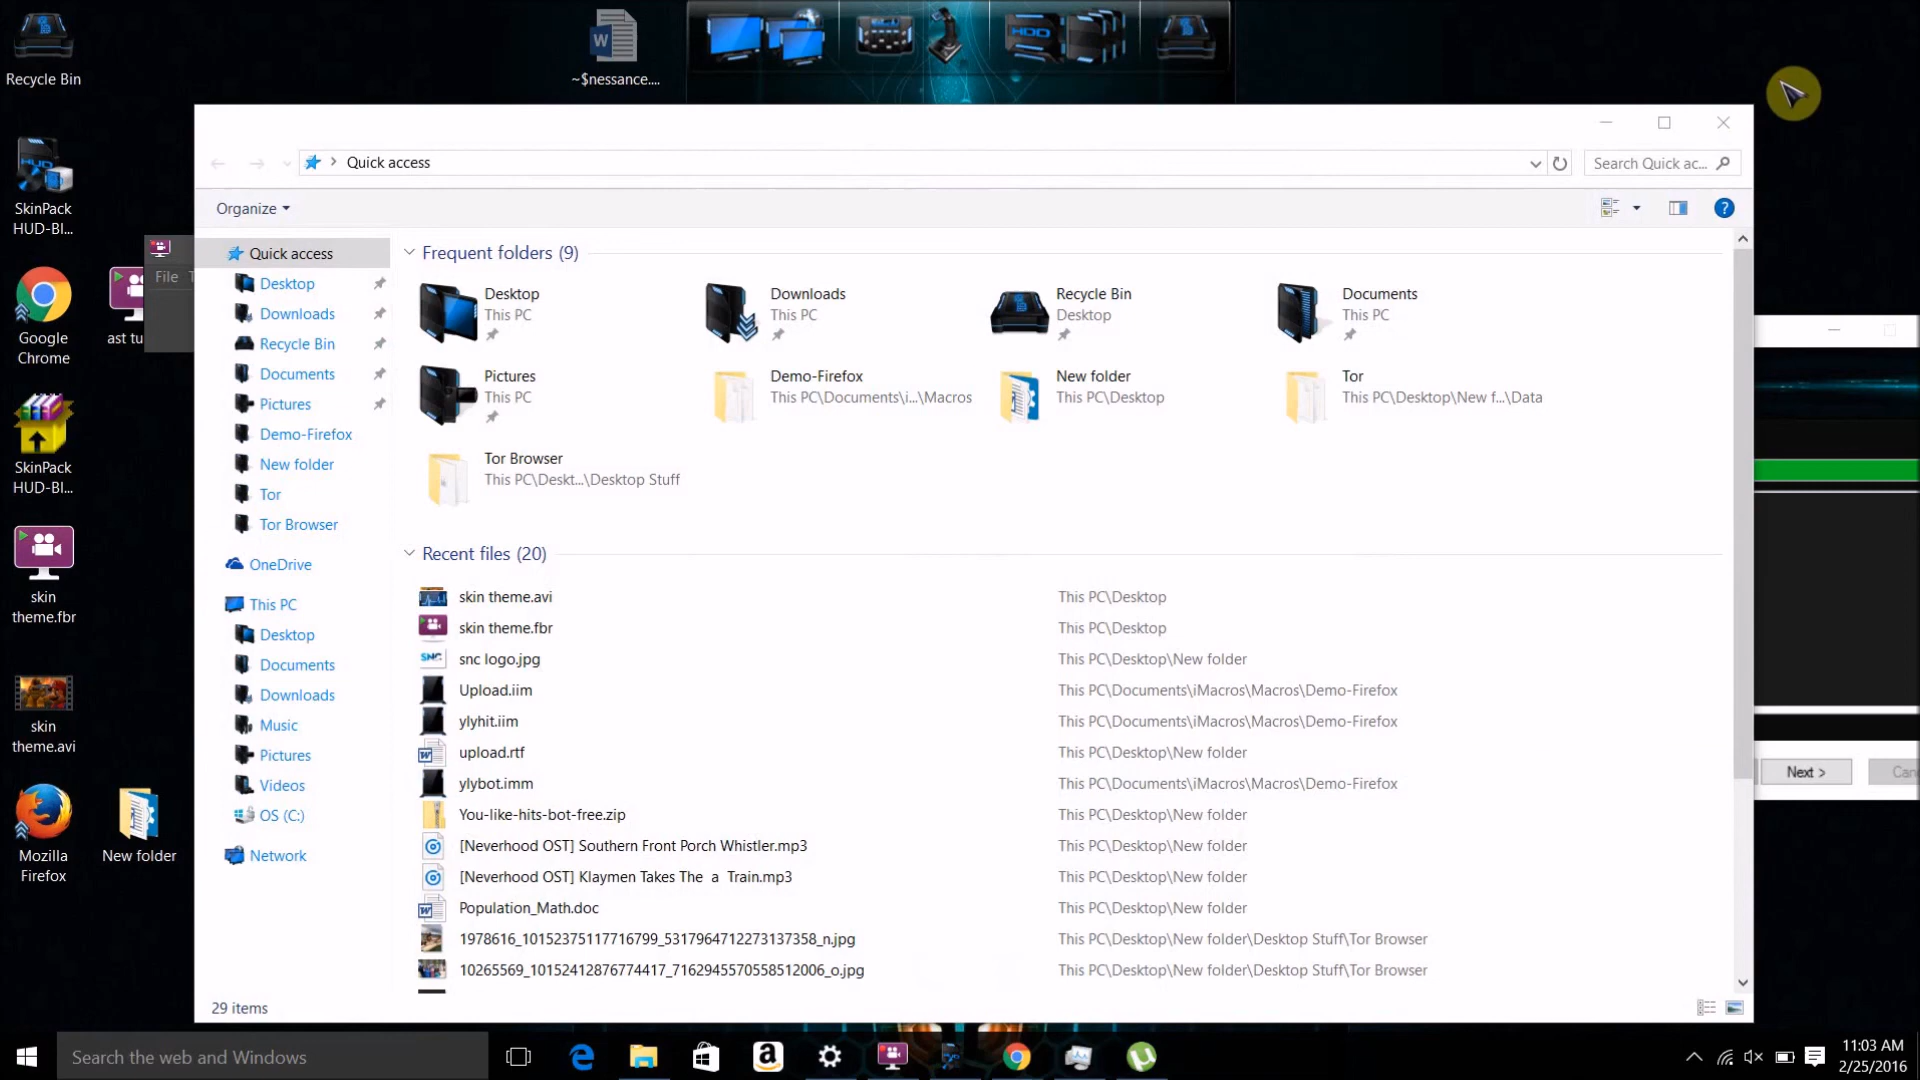 Recycle Bin
~$nessance....
HDD
SkinPack
HUD-Bl...
Google
Chrome
ast tu
SkinPack
HUD-Bl...
skin
theme.fbr
skin
theme.avi
Mozilla
Firefox
New folder
File
Quick access
Search Quick ac...
Organize
Quick access
Desktop
Downloads
Recycle Bin
Documents
Pictures
Demo-Firefox
New folder
Tor
Tor Browser
OneDrive
This PC
Desktop
Documents
Downloads
Music
Pictures
Videos
OS (C:)
Network
Frequent folders (9)
Desktop
This PC
Downloads
This PC
Recycle Bin
Desktop
Documents
This PC
Pictures
This PC
Demo-Firefox
This PC\Documents\i...\Macros
New folder
This PC\Desktop
Tor
This PC\Desktop\New f...\Data
Tor Browser
This PC\Deskt...\Desktop Stuff
Recent files (20)
skin theme.avi This PC\Desktop
skin theme.fbr This PC\Desktop
snc logo.jpg This PC\Desktop\New folder
Upload.iim This PC\Documents\iMacros\Macros\Demo-Firefox
ylyhit.iim This PC\Documents\iMacros\Macros\Demo-Firefox
upload.rtf This PC\Desktop\New folder
ylybot.imm This PC\Documents\iMacros\Macros\Demo-Firefox
You-like-hits-bot-free.zip This PC\Desktop\New folder
[Neverhood OST] Southern Front Porch Whistler.mp3 This PC\Desktop\New folder
[Neverhood OST] Klaymen Takes The a Train.mp3 This PC\Desktop\New folder
Population_Math.doc This PC\Desktop\New folder
1978616_10152375117716799_5317964712273137358_n.jpg This PC\Desktop\New folder\Desktop Stuff\Tor Browser
10265569_10152412876774417_7162945570558512006_o.jpg This PC\Desktop\New folder\Desktop Stuff\Tor Browser
29 items
Next >
Canc
Search the web and Windows
11:03 AM
2/25/2016